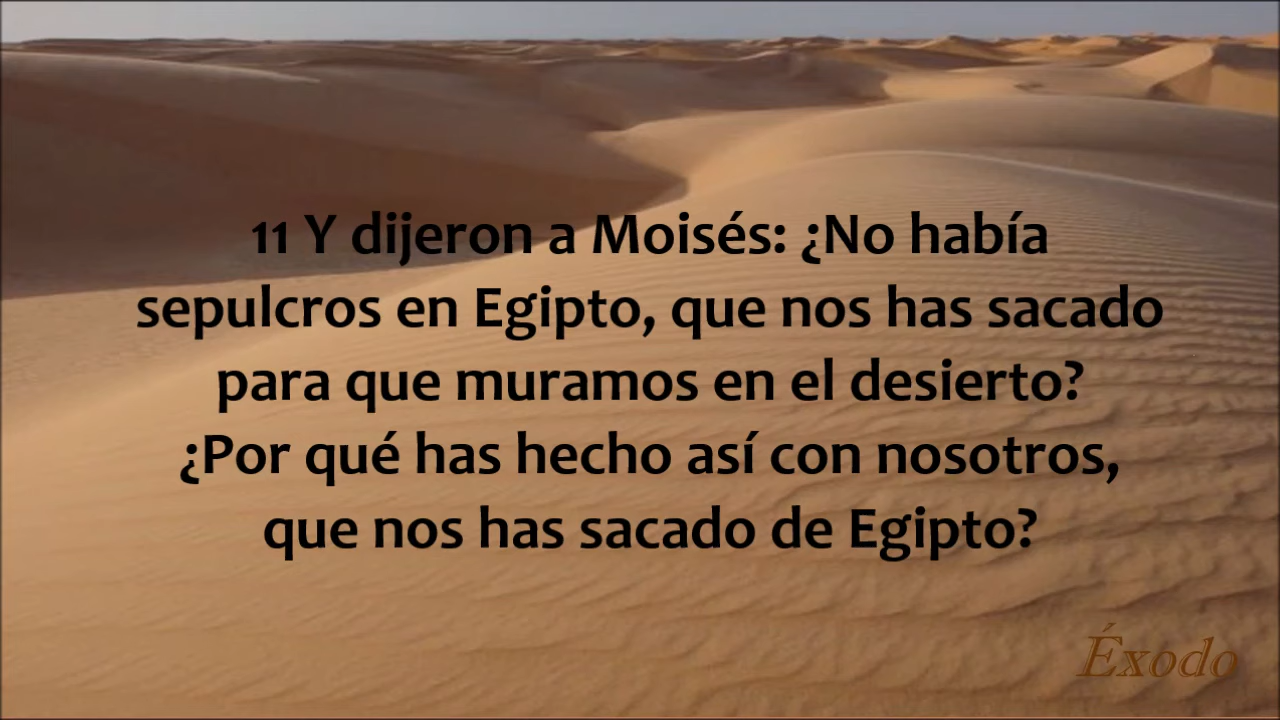 11 Y dijeron a Moisés: ¿No había
sepulcros en Egipto, que nos has sacado
para que muramos en el desierto?
¿Por qué has hecho así con nosotros,
que nos has sacado de Egipto?
Éxodo